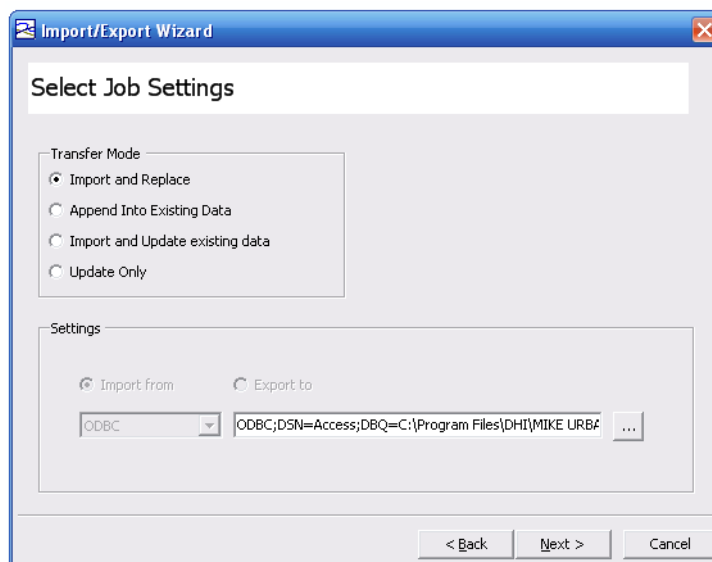 Import/Export Wizard
Select Job Settings
Transfer Mode
Import and Replace
Append Into Existing Data
Import and Update existing data
Update Only
Settings
Import from Export to
ODBC ODBC;DSN=Access;DBQ=C:\Program Files\DHI\MIKE URBA ...
< Back Next > Cancel